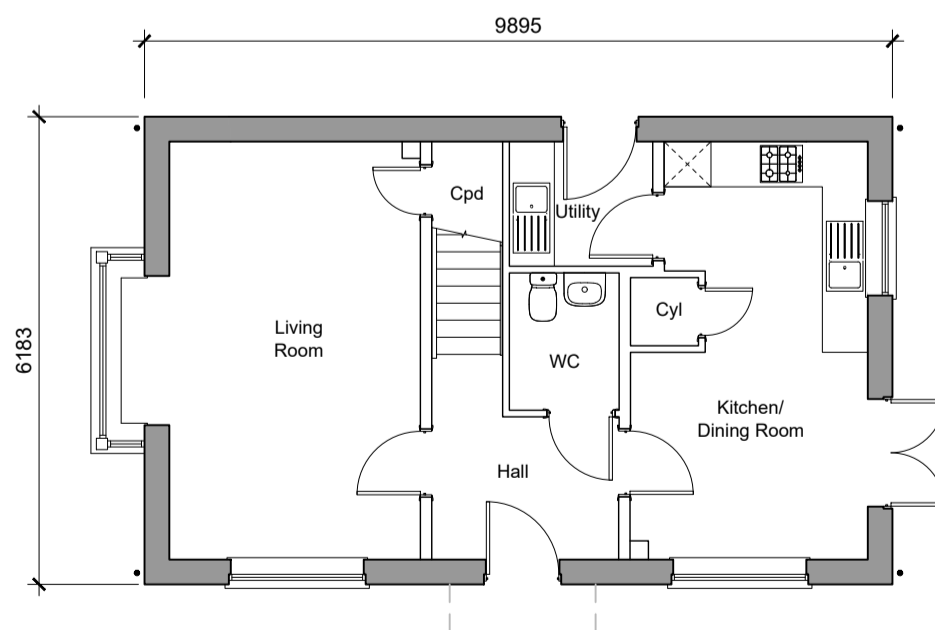 9895
6183
Cpd
Utility
Living
Room
Cyl
WC
Kitchen/
Dining Room
Hall